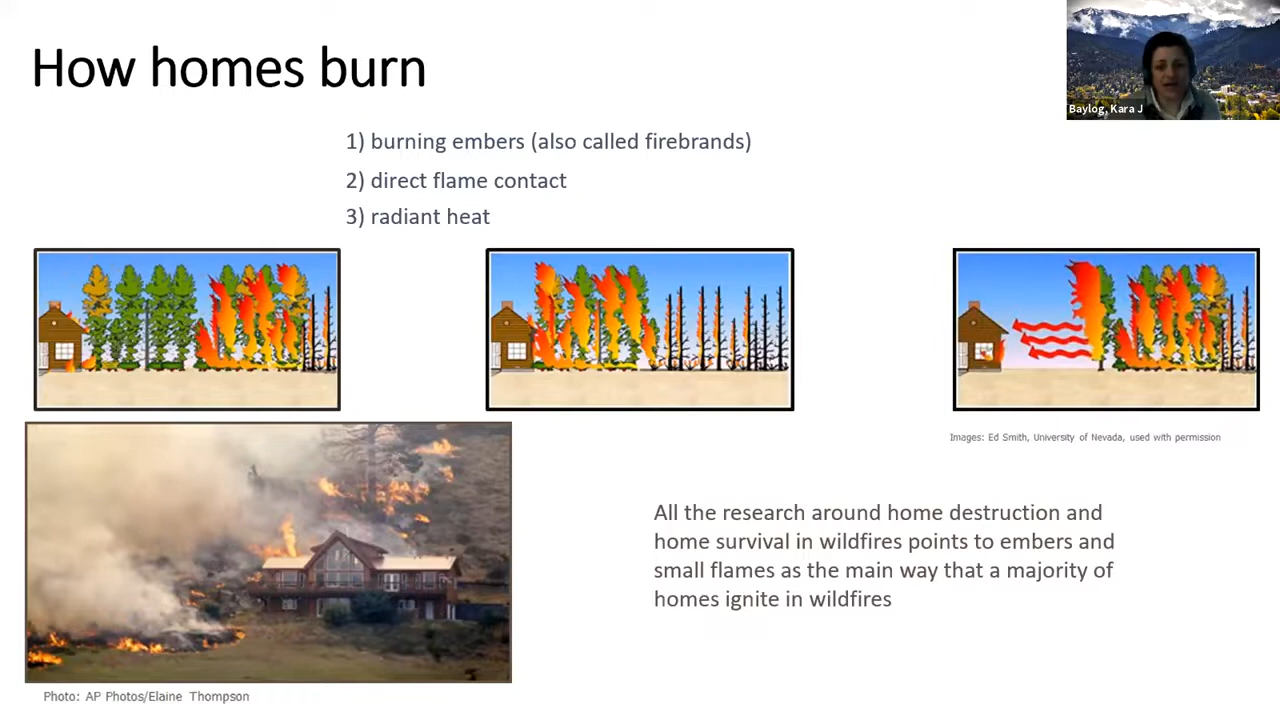 How homes burn
Baylog, Kara J
1) burning embers (also called firebrands)
2) direct flame contact
3) radiant heat
Images: Ed Smith, University of Nevada, used with permission
All the research around home destruction and
home survival in wildfires points to embers and
small flames as the main way that a majority of
homes ignite in wildfires
Photo: AP Photos/Elaine Thompson